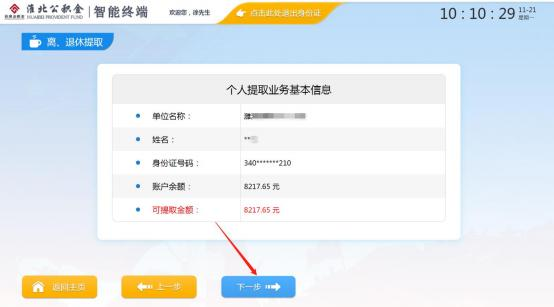 淮北公积金 | 智能终端
HUAIBEI PROVIDENT FUND
欢迎您，徐先生
点击此处退出身份证
10:10:29
11-21
星期一
离、退休提取
个人提取业务基本信息
单位名称：
姓名： **
身份证号码： 340*******210
账户余额： 8217.65 元
可提取金额： 8217.65 元
返回主页
上一步
下一步